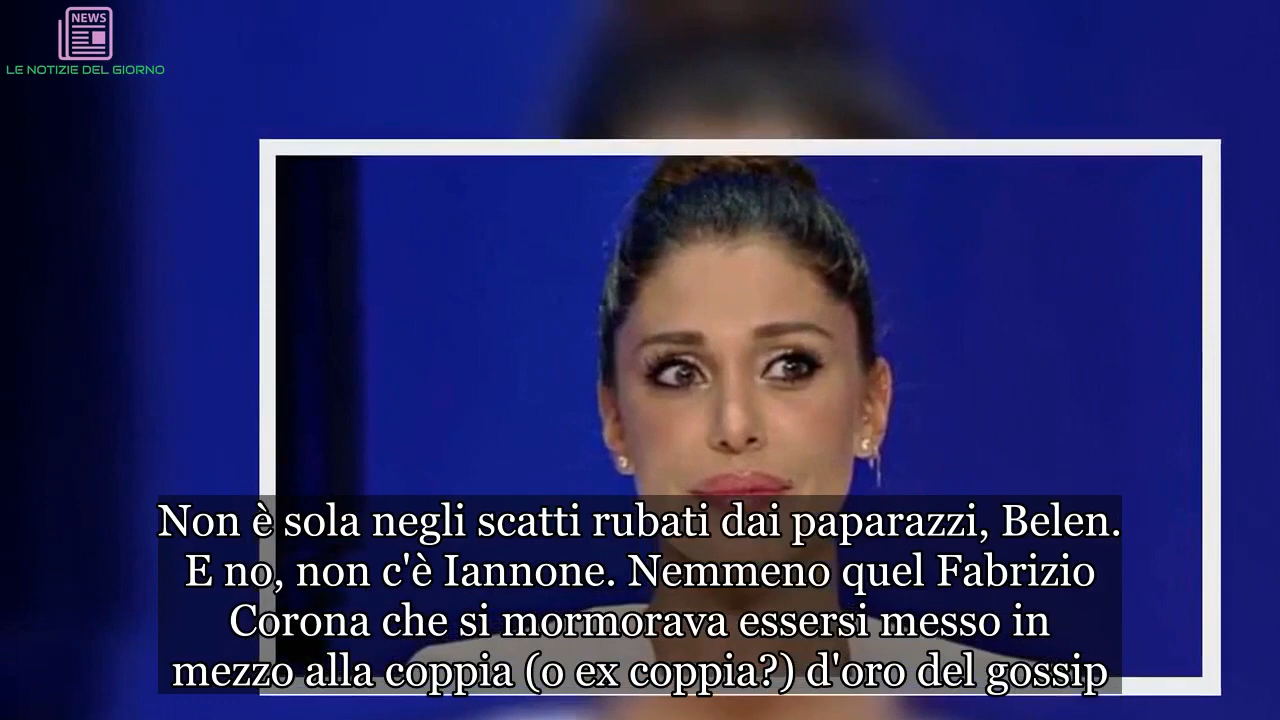 NEWS
LE NOTIZIE DEL GIORNO
Non è sola negli scatti rubati dai paparazzi, Belen.
E no, non c'è Iannone. Nemmeno quel Fabrizio
Corona che si mormorava essersi messo in
mezzo alla coppia (o ex coppia?) d'oro del gossip